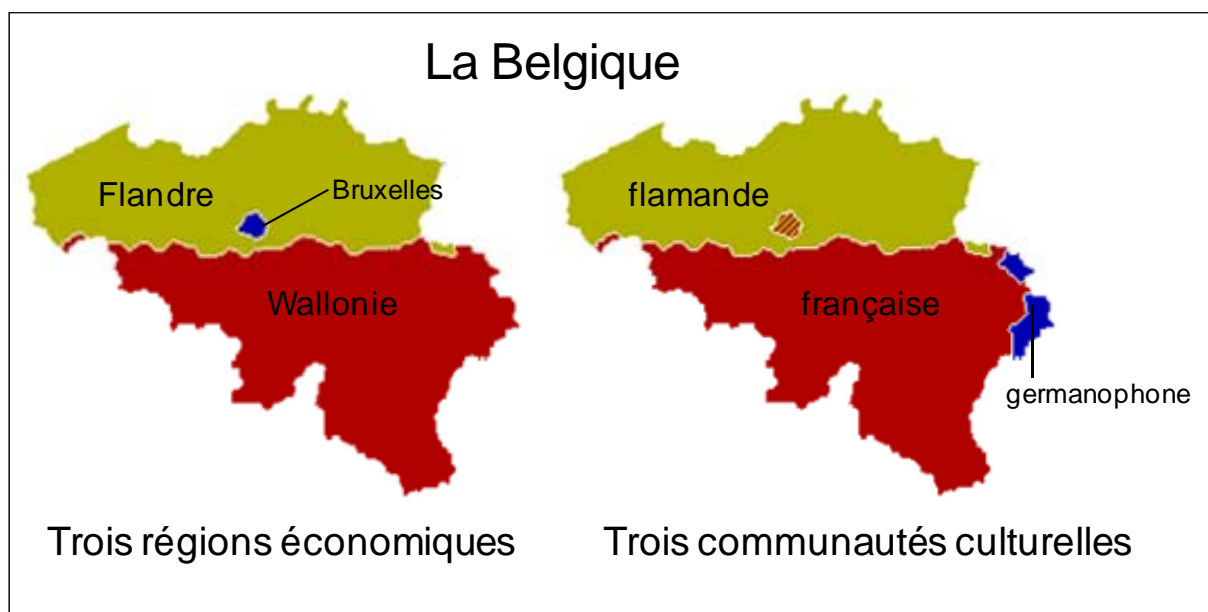 La Belgique
Flandre
Bruxelles
Wallonie
Trois régions économiques
flamande
française
germanophone
Trois communautés culturelles